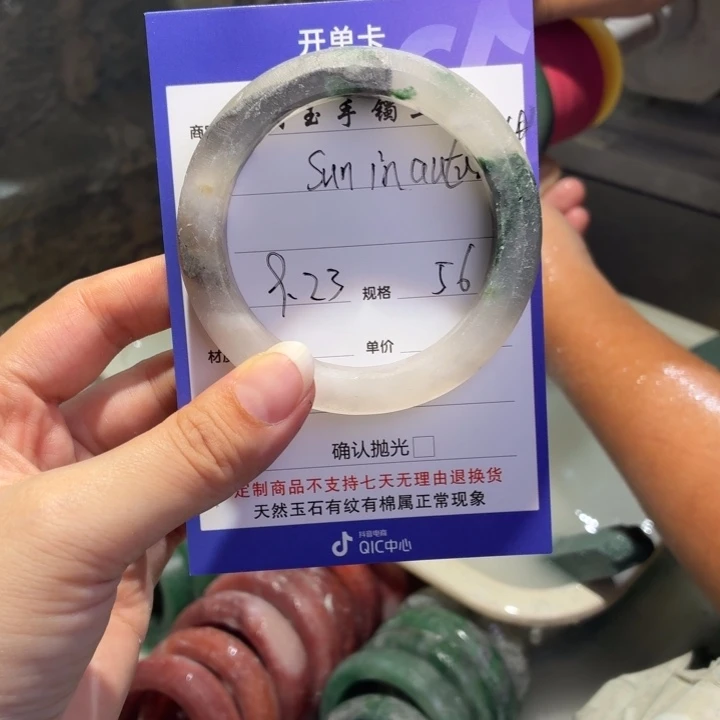 开单卡
商
玉手镯
Sun in autu
8.23 规格 56
材 单价
确认抛光
定制商品不支持七天无理由退换货
天然玉石有纹有棉属正常现象
抖音电商
QIC中心